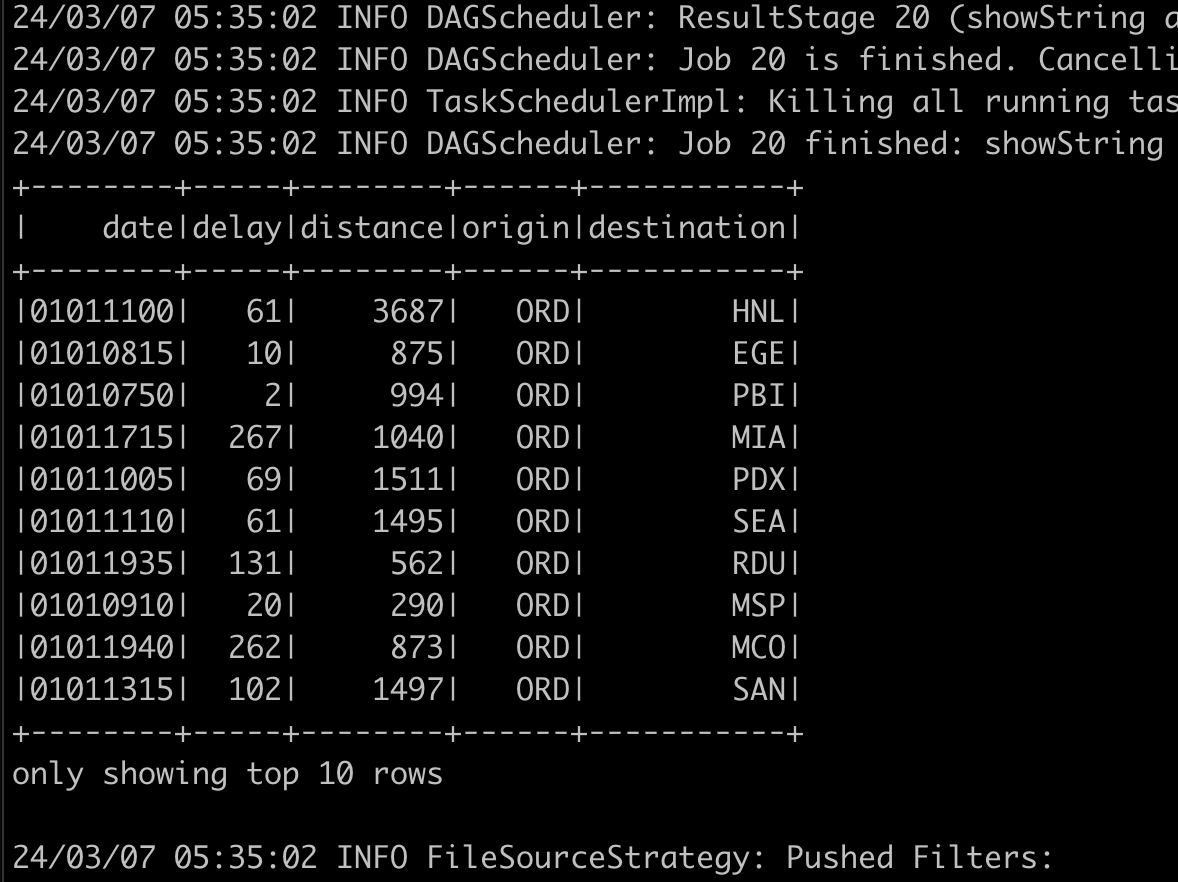 24/03/07 05:35:02 INFO DAGScheduler: ResultStage 20 (showString
24/03/07 05:35:02 INFO DAGScheduler: Job 20 is finished. Cancelli
24/03/07 05:35:02 INFO TaskSchedulerImpl: Killing all running tas
24/03/07 05:35:02 INFO DAGScheduler: Job 20 finished: showString
+--------+-----+--------+------+-----------+
|    date|delay|distance|origin|destination|
+--------+-----+--------+------+-----------+
|01011100|   61|    3687|   ORD|        HNL|
|01010815|   10|     875|   ORD|        EGE|
|01010750|    2|     994|   ORD|        PBI|
|01011715|  267|    1040|   ORD|        MIA|
|01011005|   69|    1511|   ORD|        PDX|
|01011110|   61|    1495|   ORD|        SEA|
|01011935|  131|     562|   ORD|        RDU|
|01010910|   20|     290|   ORD|        MSP|
|01011940|  262|     873|   ORD|        MCO|
|01011315|  102|    1497|   ORD|        SAN|
+--------+-----+--------+------+-----------+
only showing top 10 rows
24/03/07 05:35:02 INFO FileSourceStrategy: Pushed Filters: